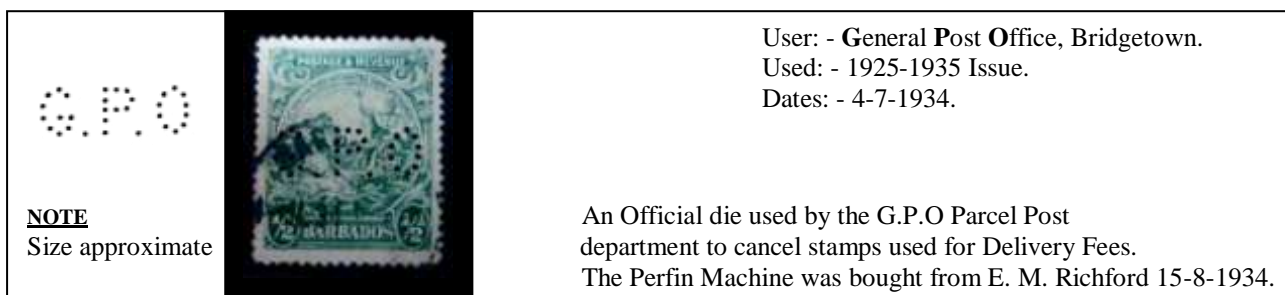 User: - General Post Office, Bridgetown.
Used: - 1925-1935 Issue.
Dates: - 4-7-1934.
G.P.O
POSTAGE & REVENUE
P.O
BARBADOS
NOTE
Size approximate
An Official die used by the G.P.O Parcel Post
department to cancel stamps used for Delivery Fees.
The Perfin Machine was bought from E. M. Richford 15-8-1934.